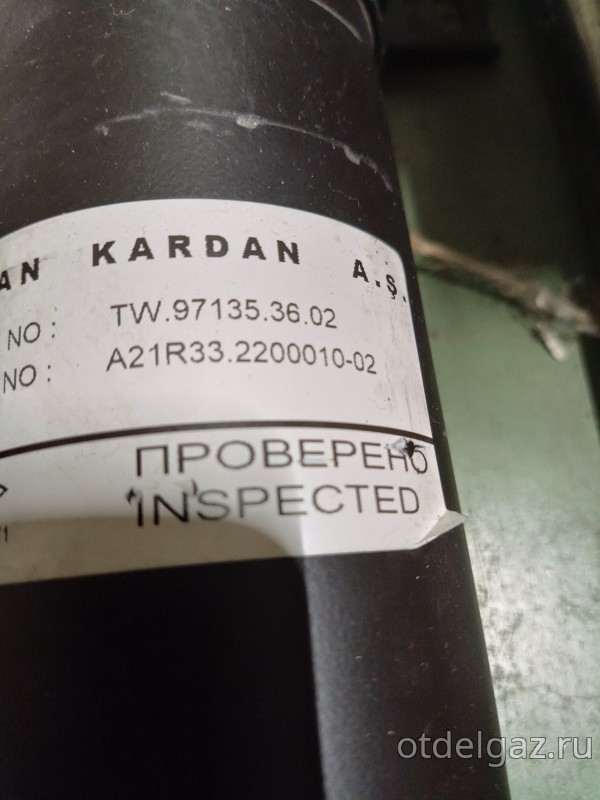 AN KARDAN A.Ş.
NO : TW.97135.36.02
NO : A21R33.2200010-02
ПРОВЕРЕНО
INSPECTED
otdelgaz.ru